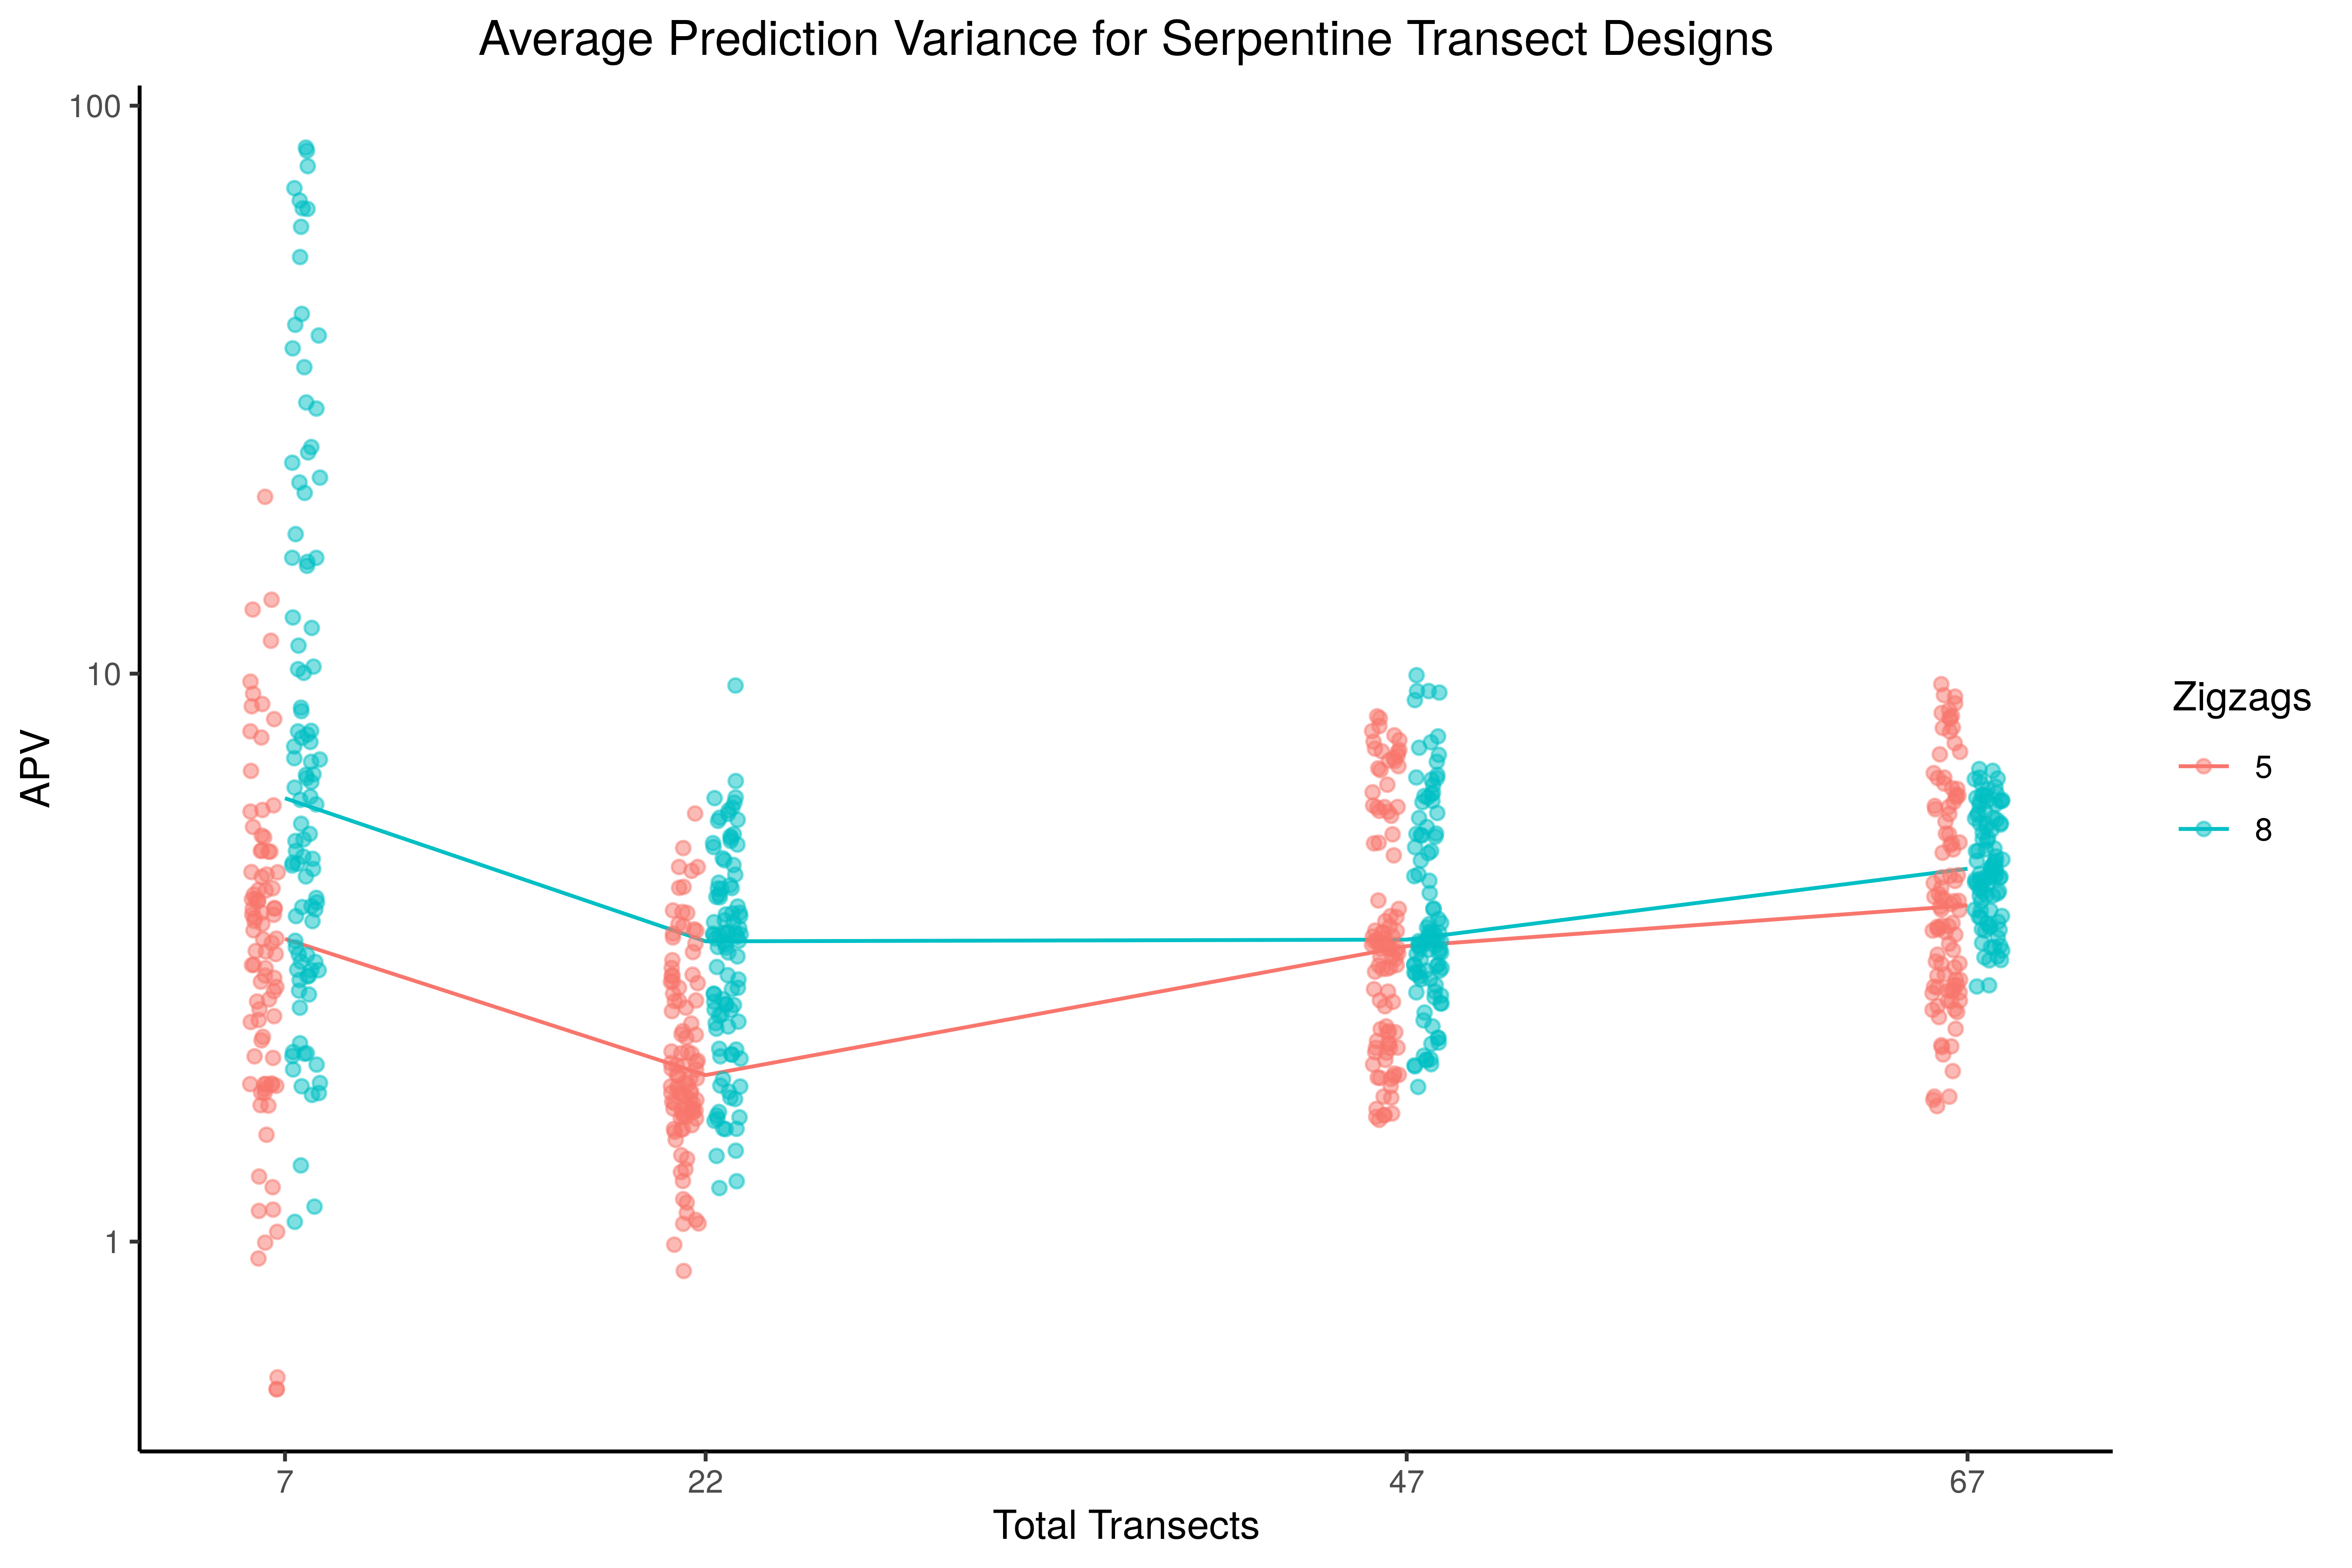 Average Prediction Variance for Serpentine Transect Designs
100
10
1
APV
7
22
47
67
Total Transects
Zigzags
5
8